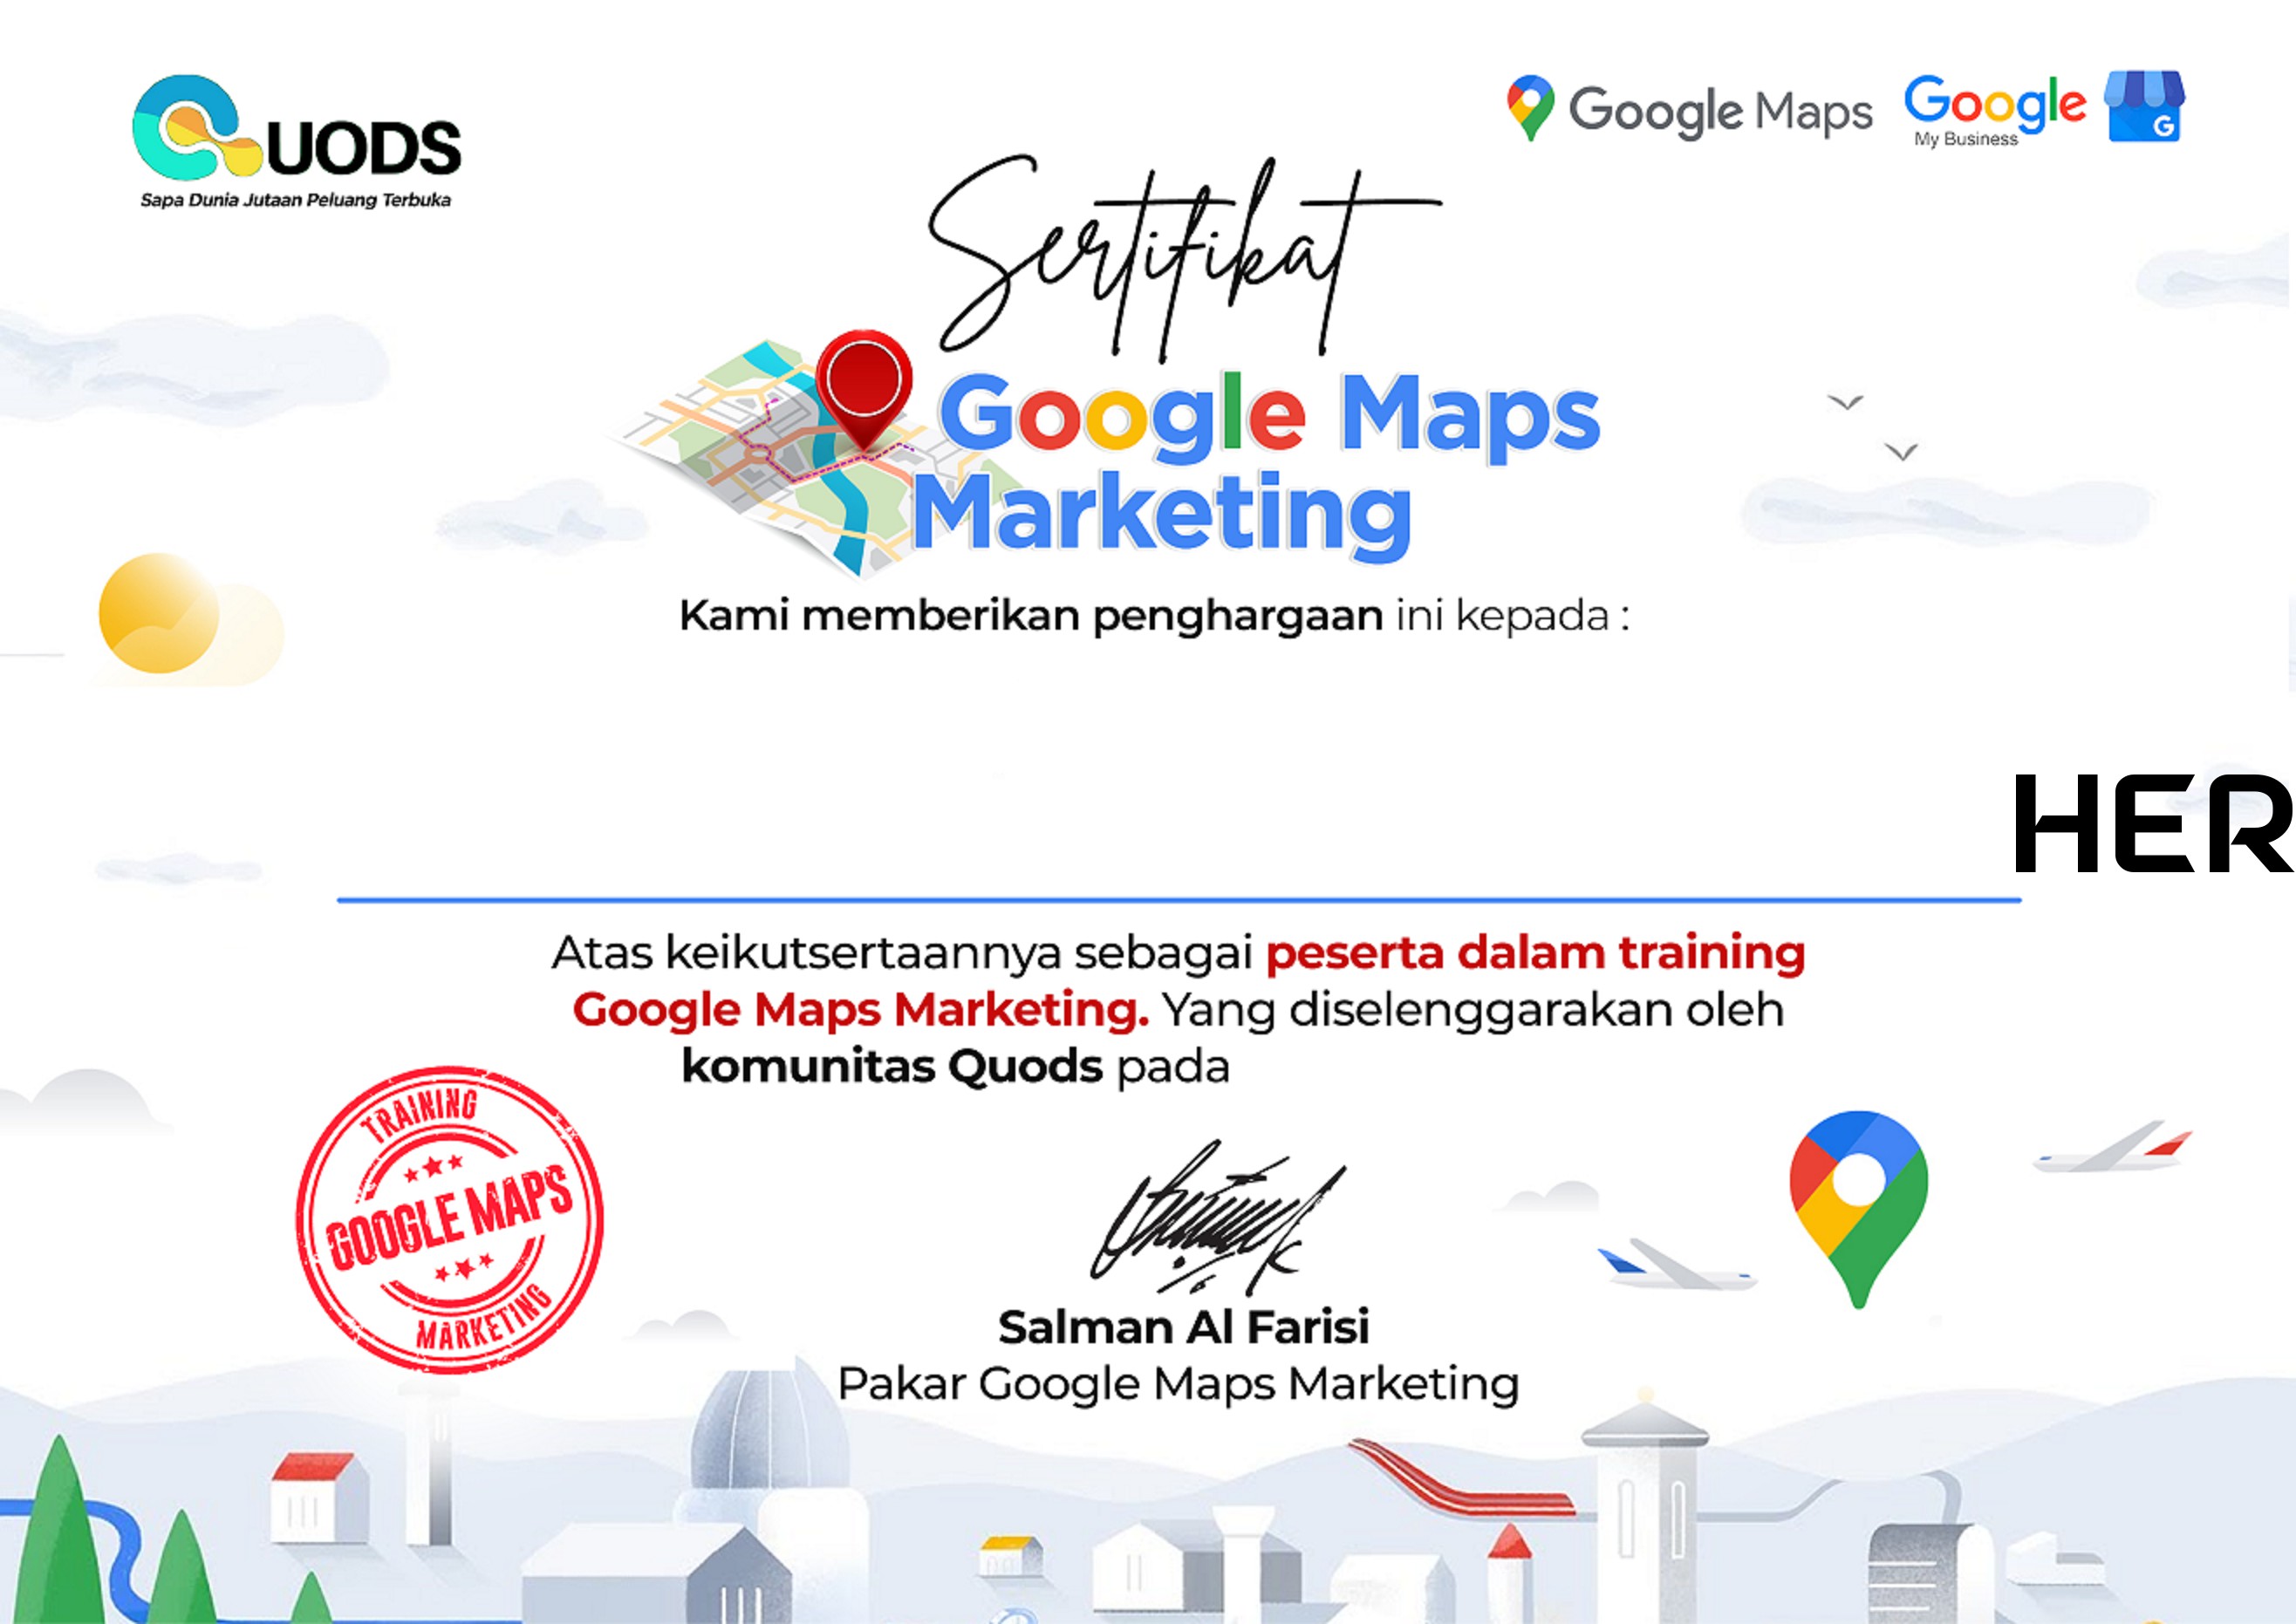 QUODS
Sapa Dunia Jutaan Peluang Terbuka
Google Maps
Google
My Business
G
Sertifikat
Google Maps
Marketing
Kami memberikan penghargaan ini kepada :
HER
Atas keikutsertaannya sebagai peserta dalam training
Google Maps Marketing. Yang diselenggarakan oleh
komunitas Quods pada
TRAINING
GOOGLE MAPS
MARKETING
Salman Al Farisi
Pakar Google Maps Marketing